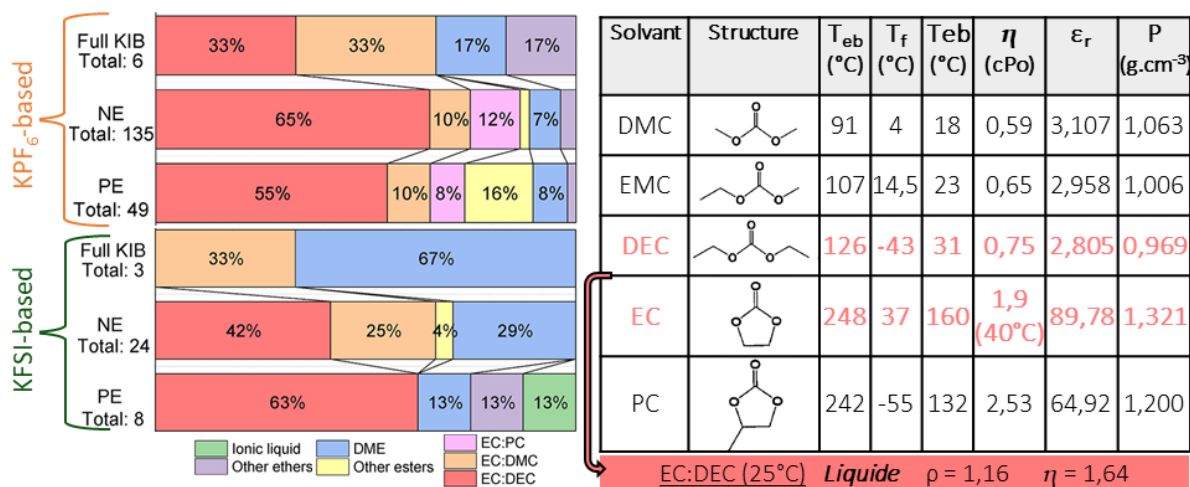 KPF6-based
Full KIB
Total: 6
33% 33% 17% 17%
NE
Total: 135
65% 10% 12% 7%
PE
Total: 49
55% 10% 8% 16% 8%
KFSI-based
Full KIB
Total: 3
33% 67%
NE
Total: 24
42% 25% 4% 29%
PE
Total: 8
63% 13% 13% 13%
Ionic liquid DME EC:PC
Other ethers Other esters EC:DMC
EC:DEC
Solvant Structure Teb (°C) Tf (°C) Teb (°C) η (cPo) εr P (g.cm-3)
DMC O O O 91 4 18 0,59 3,107 1,063
EMC O O O 107 14,5 23 0,65 2,958 1,006
DEC O O O 126 -43 31 0,75 2,805 0,969
EC O O O 248 37 160 1,9 (40°C) 89,78 1,321
PC O O O 242 -55 132 2,53 64,92 1,200
EC:DEC (25°C) Liquide ρ = 1,16 η = 1,64